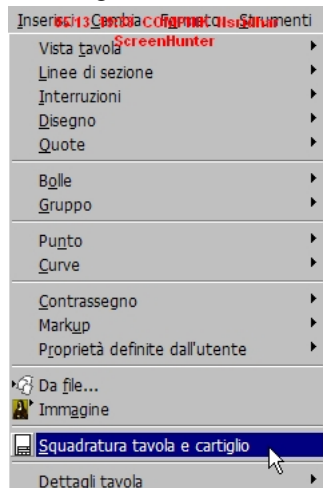 Inserisci Cambia Formato Strumenti
ScreenHunter
Vista tavola
Linee di sezione
Interruzioni
Disegno
Quote
Bolle
Gruppo
Punto
Curve
Contrassegno
Markup
Proprietà definite dall'utente
Da file...
Immagine
Squadratura tavola e cartiglio
Dettagli tavola